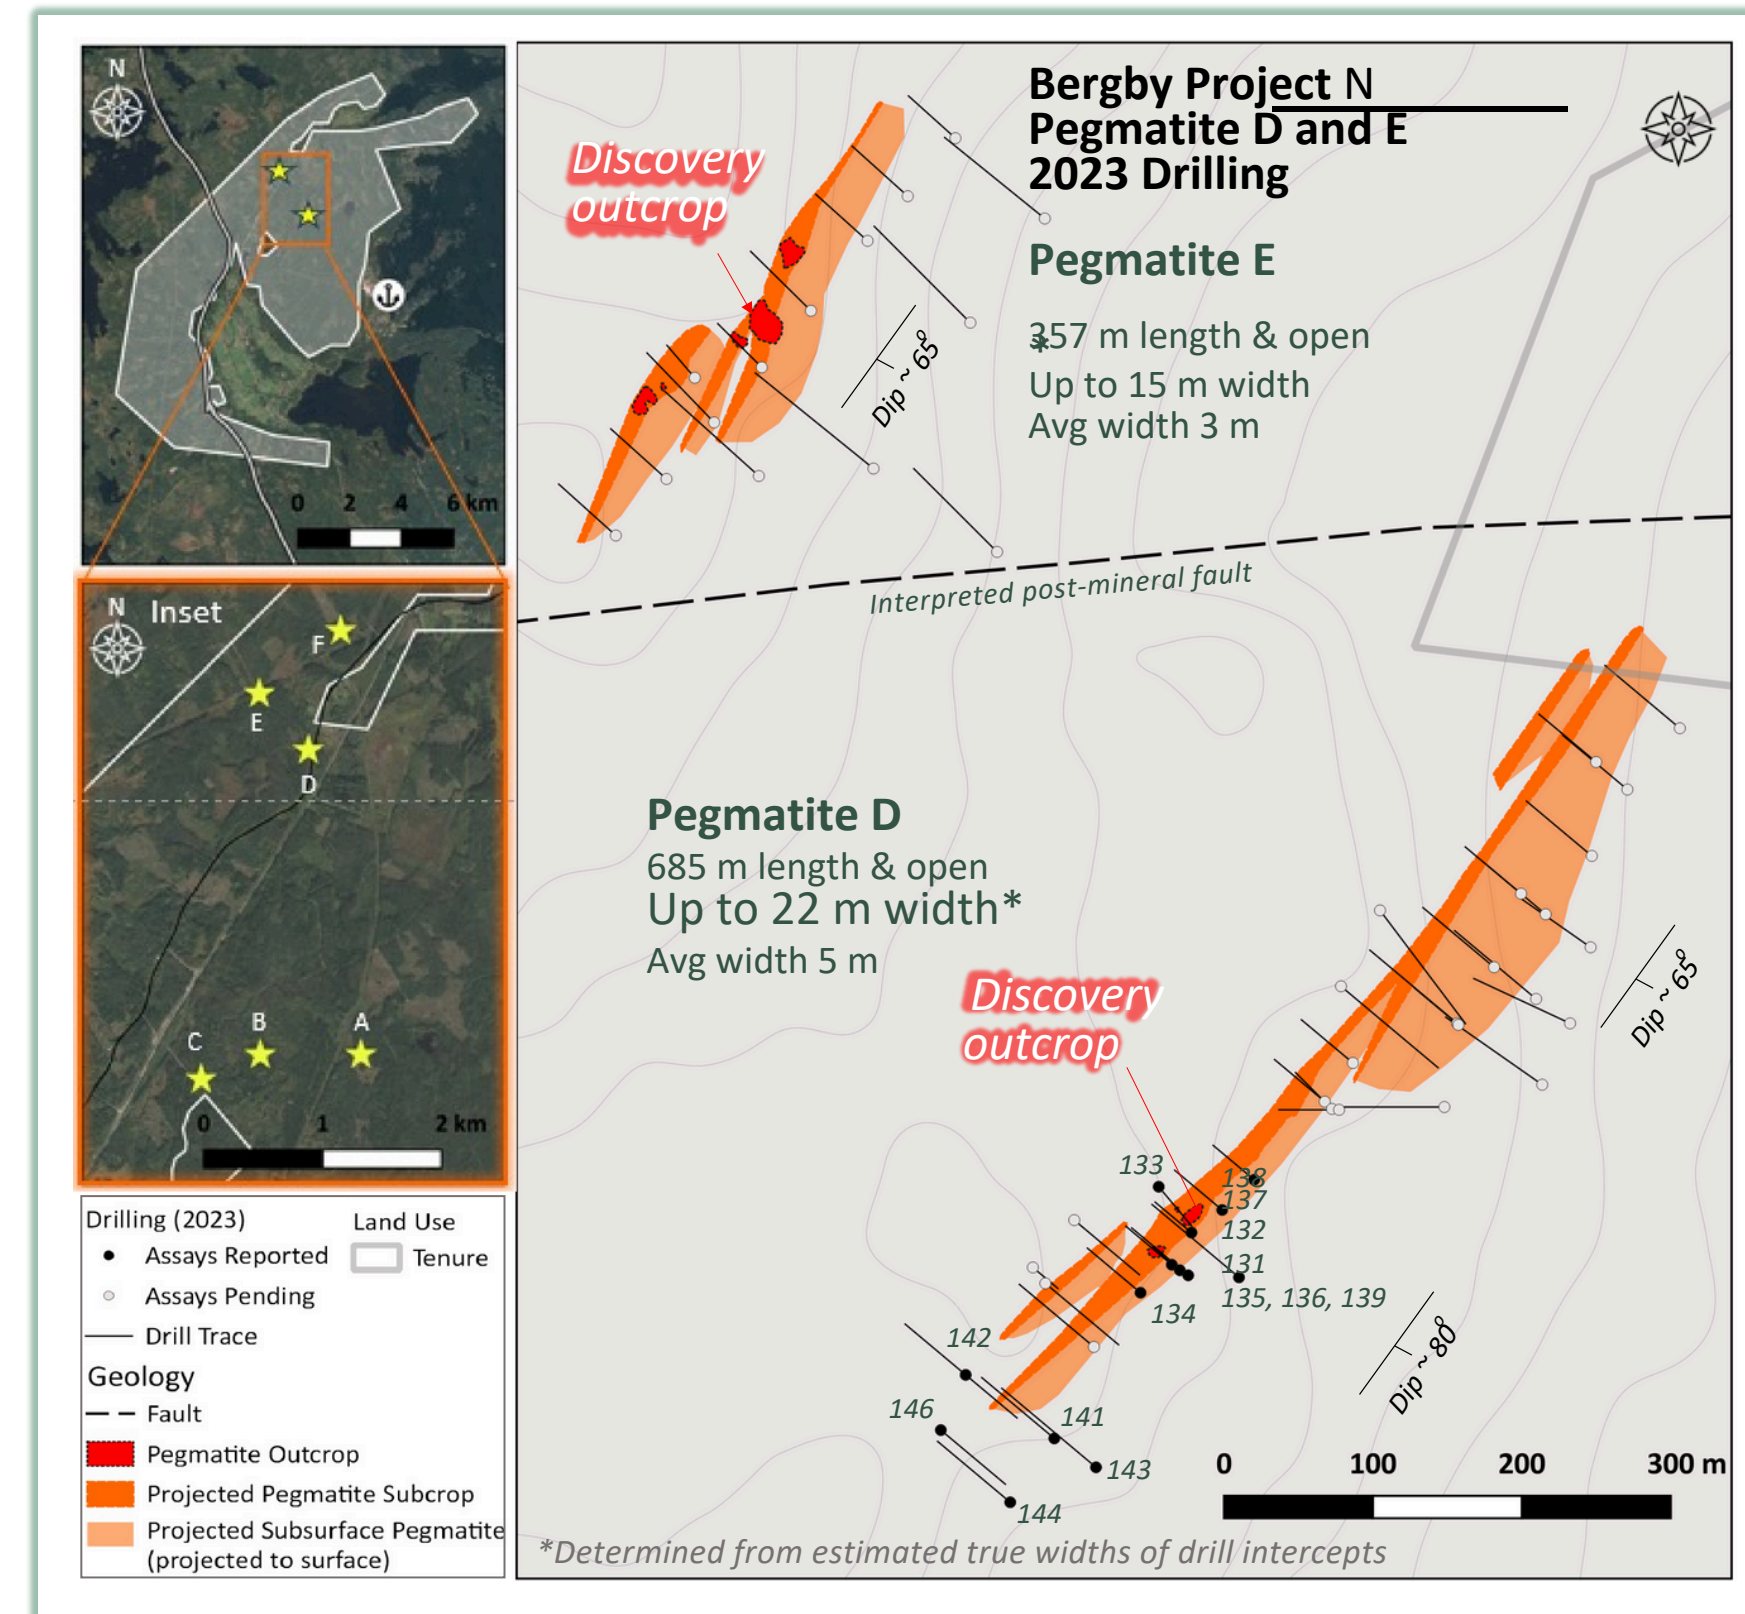 N
0 2 4 6 km
N Inset
F
E
D
C B A
0 1 2 km
Drilling (2023)
Assays Reported
Assays Pending
Drill Trace
Land Use
Tenure
Geology
Fault
Pegmatite Outcrop
Projected Pegmatite Subcrop
Projected Subsurface Pegmatite
(projected to surface)
Bergby Project N
Pegmatite D and E
2023 Drilling
Discovery
outcrop
Pegmatite E
357 m length & open
*
Up to 15 m width
Avg width 3 m
Dip ~ 65°
Interpreted post-mineral fault
Pegmatite D
685 m length & open
Up to 22 m width*
Avg width 5 m
Discovery
outcrop
Dip ~ 65°
133
138
137
132
131
135, 136, 139
134
142
Dip ~ 80°
146
141
143
144
0 100 200 300 m
*Determined from estimated true widths of drill intercepts